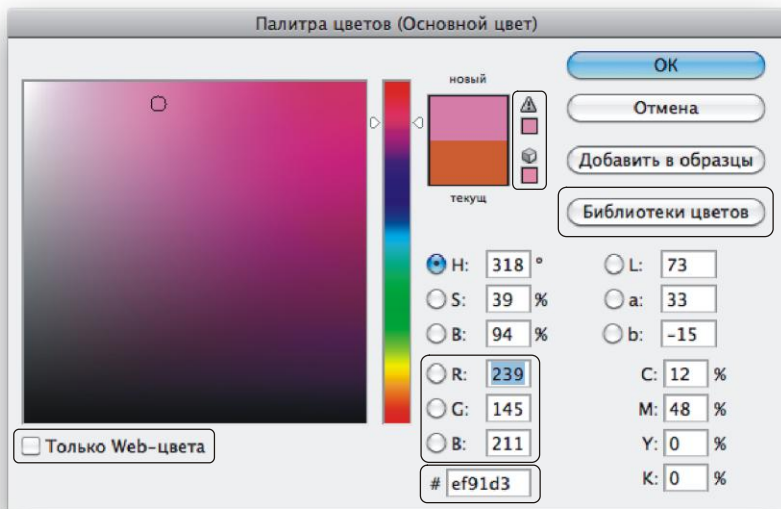 Палитра цветов (Основной цвет)
новый
текущ
OK
Отмена
Добавить в образцы
Библиотеки цветов
H: 318 °
S: 39 %
B: 94 %
R: 239
G: 145
B: 211
# ef91d3
L: 73
a: 33
b: -15
C: 12 %
M: 48 %
Y: 0 %
K: 0 %
Только Web-цвета